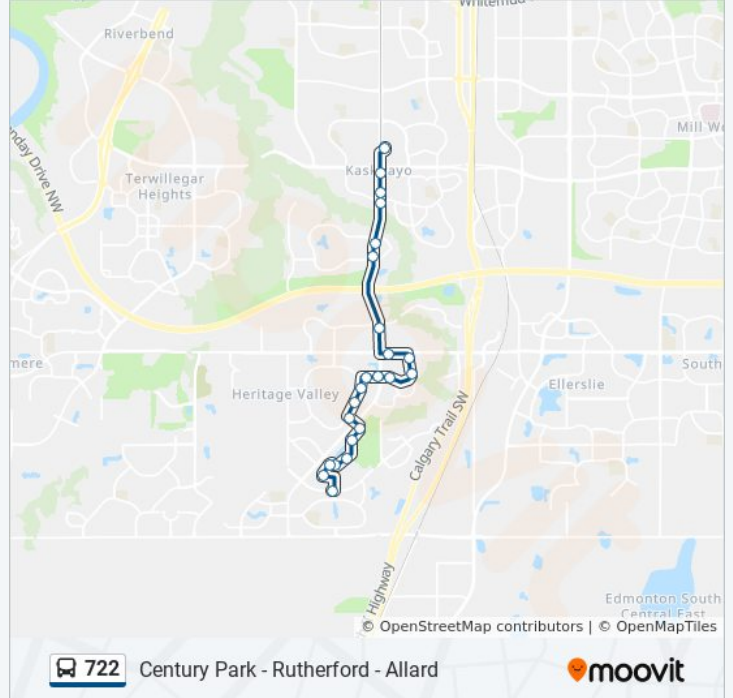 Whitemud
Riverbend
Mill Wo
nday Drive NW
Kaskitayo
Terwillegar
Heights
mere
South
Heritage Valley
Ellerslie
Calgary Trail SW
Highway
Edmonton South
Central East
© OpenStreetMap contributors | © OpenMapTiles
722 Century Park - Rutherford - Allard
moovit